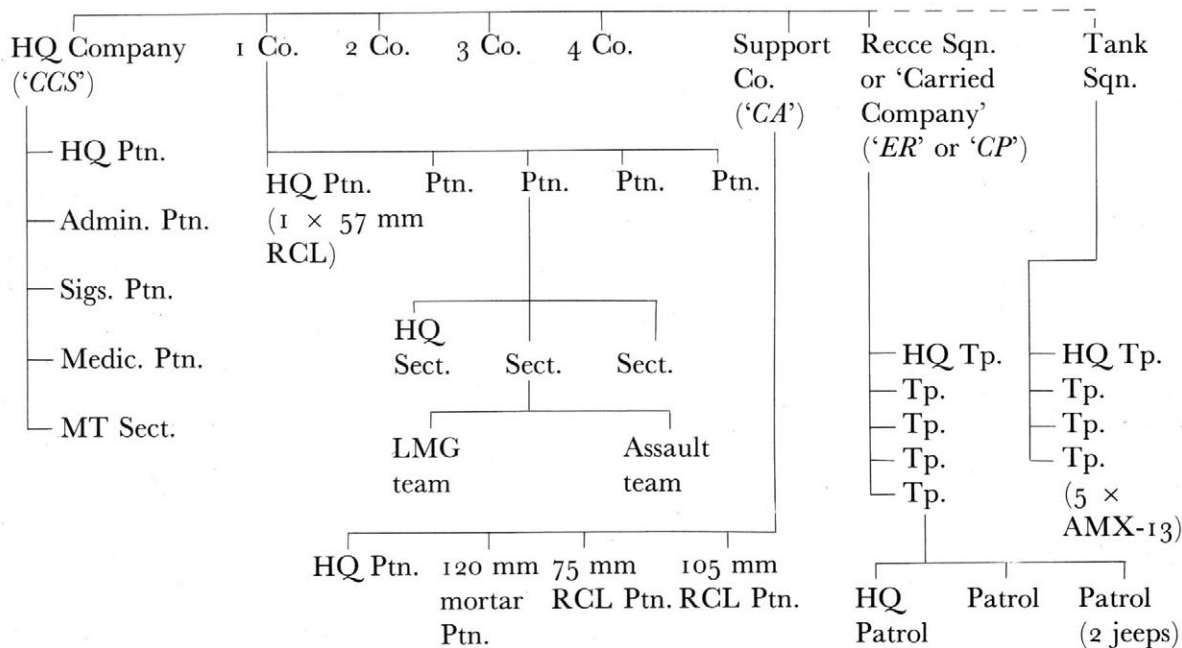 HQ Company
('CCS')
1 Co.
2 Co.
3 Co.
4 Co.
Support
Co.
('CA')
Recce Sqn.
or 'Carried
Company'
('ER' or 'CP')
Tank
Sqn.
HQ Ptn.
Admin. Ptn.
Sigs. Ptn.
Medic. Ptn.
MT Sect.
HQ Ptn.
(1 × 57 mm
RCL)
Ptn.
Ptn.
Ptn.
Ptn.
HQ
Sect.
Sect.
Sect.
LMG
team
Assault
team
HQ Ptn.
120 mm
mortar
Ptn.
75 mm
RCL Ptn.
105 mm
RCL Ptn.
HQ Tp.
Tp.
Tp.
Tp.
Tp.
HQ Patrol
Patrol
Patrol
(2 jeeps)
HQ Tp.
Tp.
Tp.
Tp.
(5 ×
AMX-13)